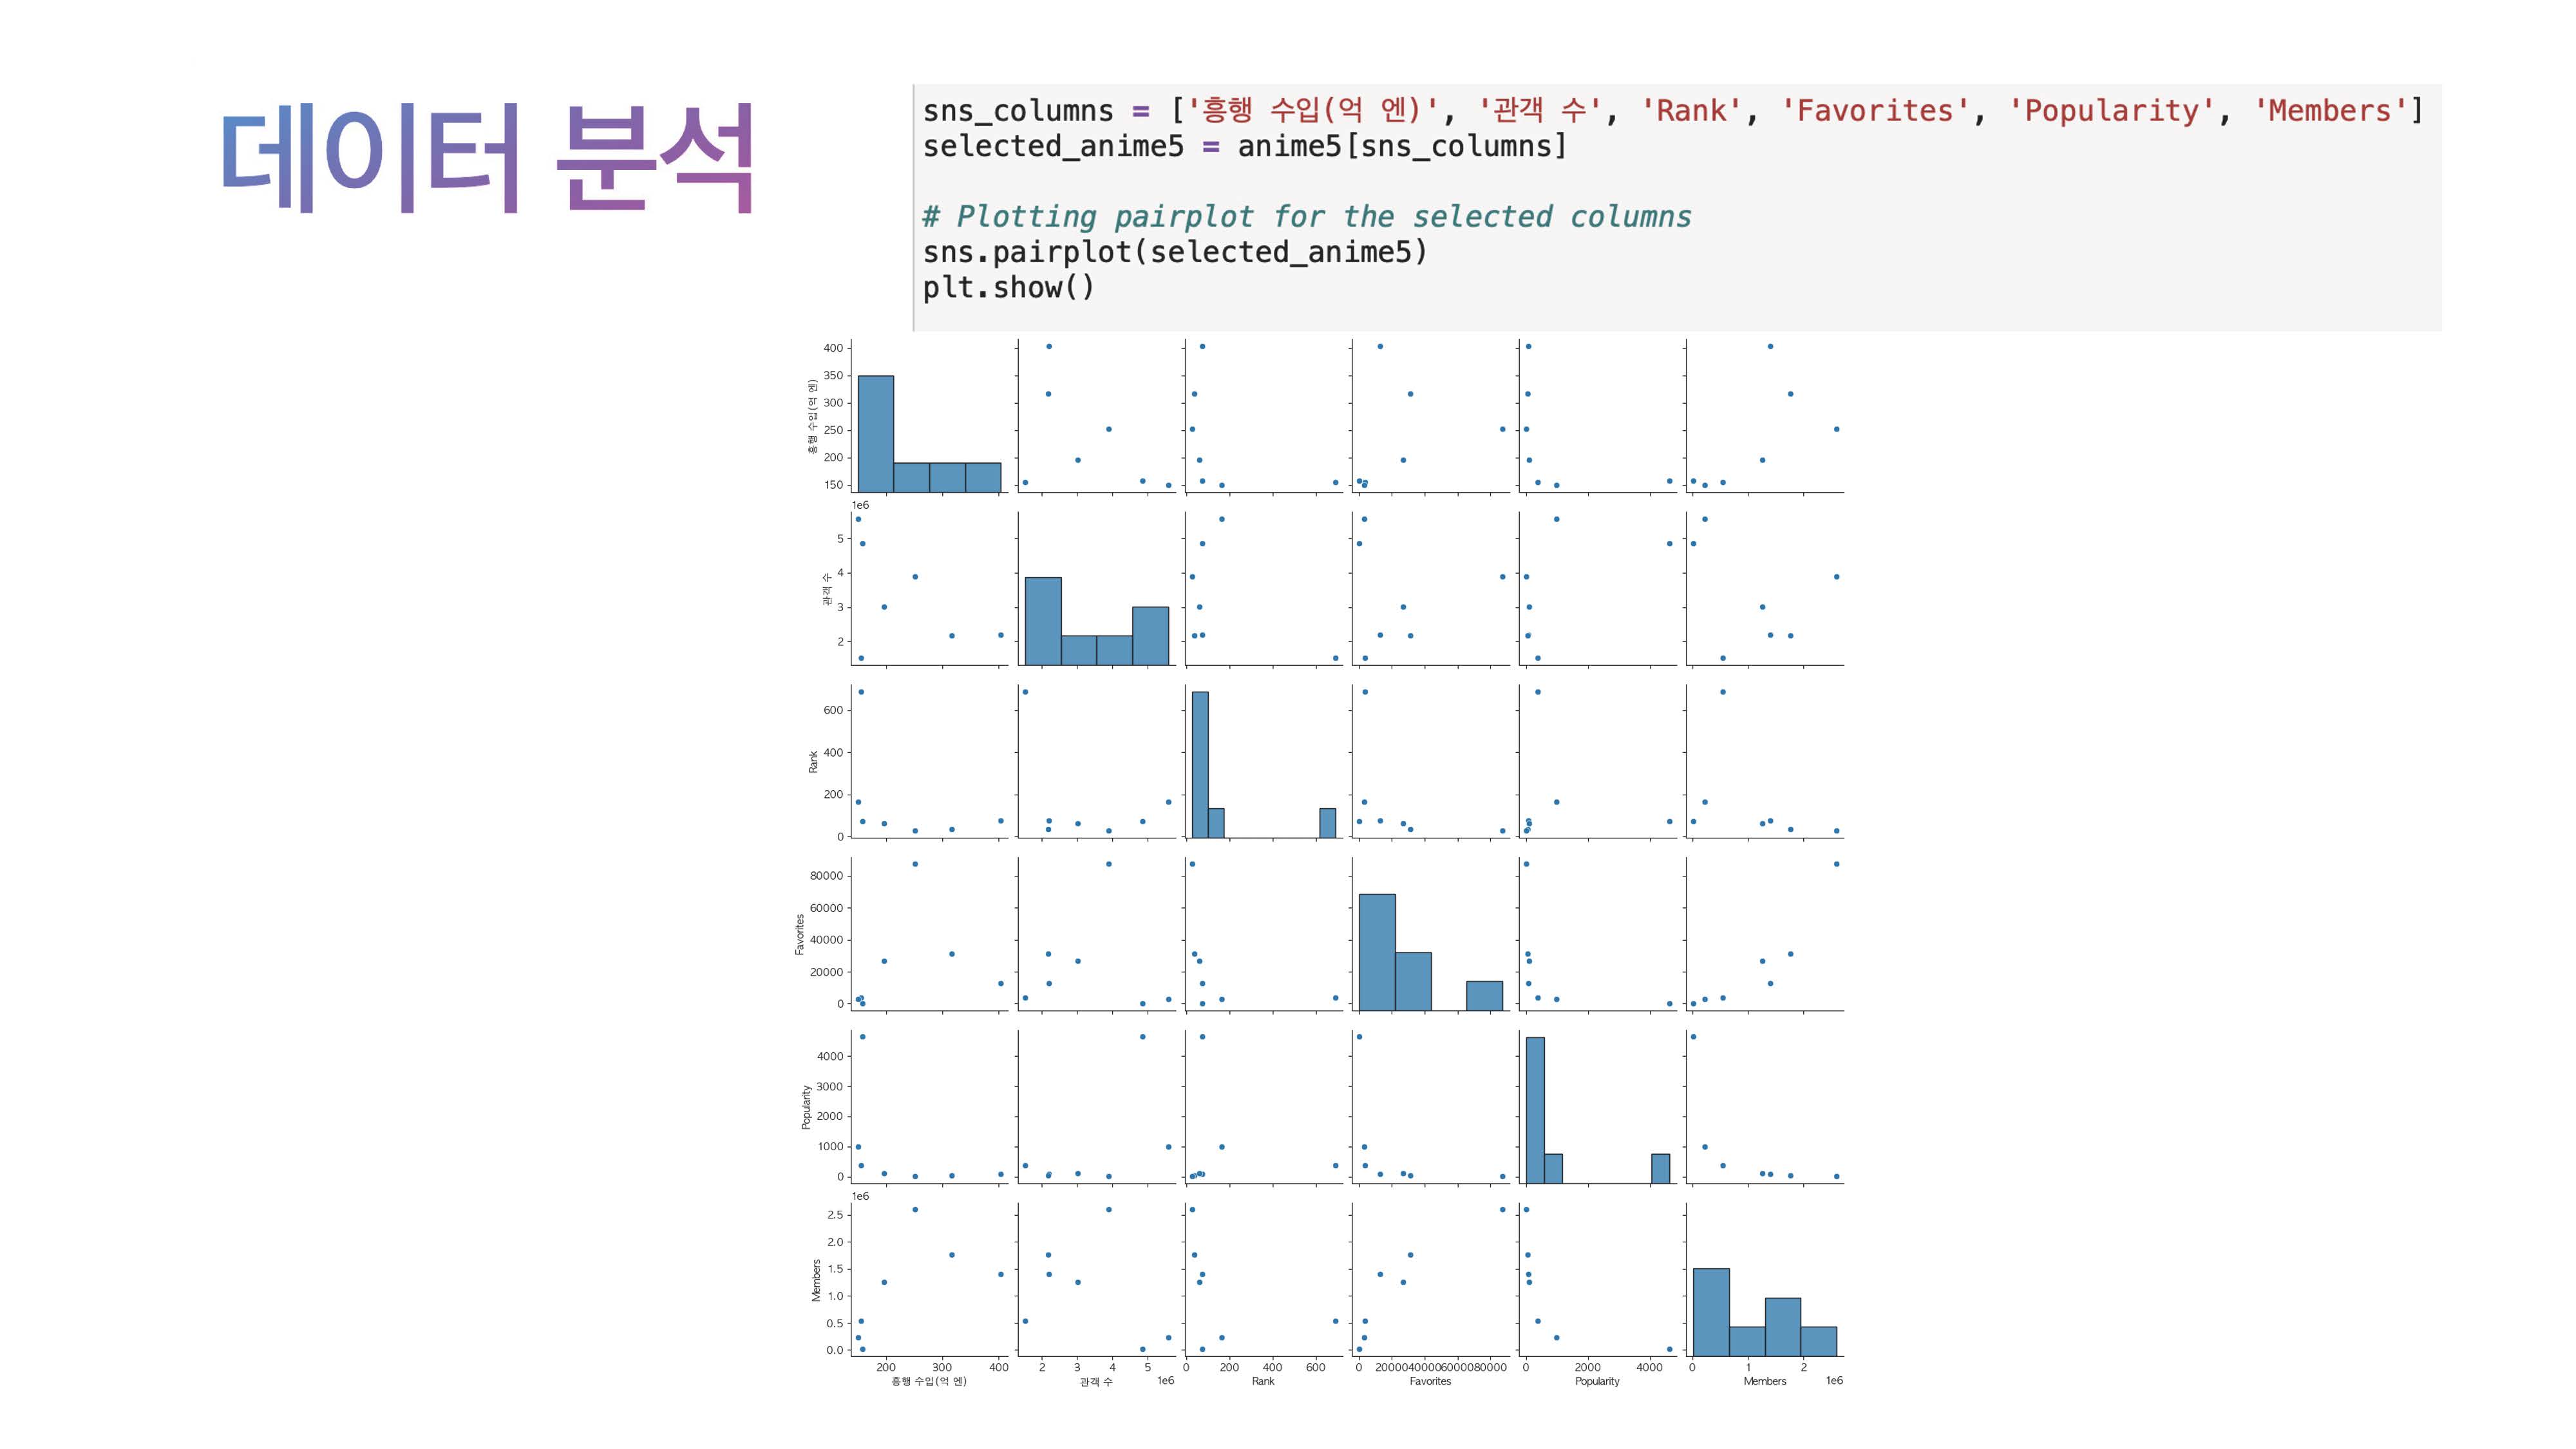 데이터 분석
sns_columns = ['흥행 수입(억 엔)', '관객 수', 'Rank', 'Favorites', 'Popularity', 'Members']
selected_anime5 = anime5[sns_columns]
# Plotting pairplot for the selected columns
sns.pairplot(selected_anime5)
plt.show()
400
350
300
250
200
150
흥행 수입(억 엔)
1e6
5
4
3
2
관객 수
600
400
200
0
Rank
80000
60000
40000
20000
0
Favorites
4000
3000
2000
1000
0
Popularity
1e6
2.5
2.0
1.5
1.0
0.5
0.0
Members
200 300 400
흥행 수입(억 엔)
2 3 4 5
관객 수 1e6
0 200 400 600
Rank
0 20000 40000 60000 80000
Favorites
0 2000 4000
Popularity
0 1 2
Members 1e6